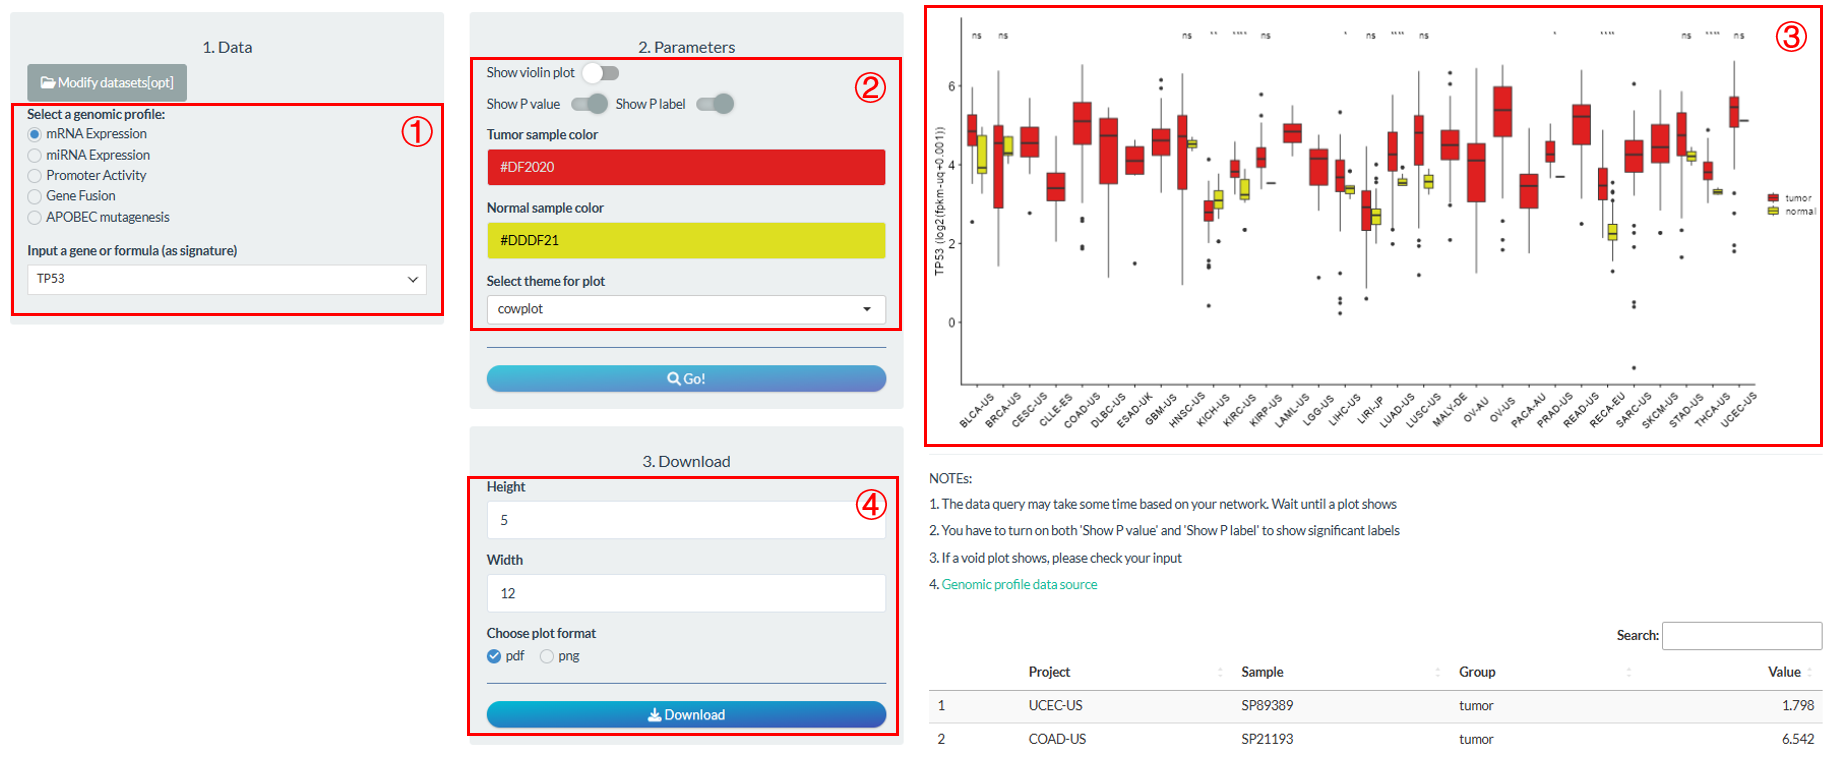 1. Data
Modify datasets[opt]
①
Select a genomic profile:
mRNA Expression
miRNA Expression
Promoter Activity
Gene Fusion
APOBEC mutagenesis
Input a gene or formula (as signature)
TP53
2. Parameters
②
Show violin plot
Show P value Show P label
Tumor sample color
#DF2020
Normal sample color
#DDDF21
Select theme for plot
cowplot
Go!
3. Download
④
Height
5
Width
12
Choose plot format
pdf png
Download
③
ns ns ns ** **** ns * ns **** ns * **** ns **** ns
TP53 (log2(fpkm-uq+0.001))
6
4
2
0
tumor
normal
BLCA-US BRCA-US CESC-US CLLE-ES COAD-US DLBC-US ESAD-UK GBM-US HNSC-US KICH-US KIRC-US KIRP-US LAML-US LGG-US LIHC-US LIRI-JP LUAD-US LUSC-US MALY-DE OV-AU OV-US PACA-AU PRAD-US READ-US RECA-EU SARC-US SKCM-US STAD-US THCA-US UCEC-US
NOTEs:
1. The data query may take some time based on your network. Wait until a plot shows
2. You have to turn on both 'Show P value' and 'Show P label' to show significant labels
3. If a void plot shows, please check your input
4. Genomic profile data source
Search:
Project Sample Group Value
1 UCEC-US SP89389 tumor 1.798
2 COAD-US SP21193 tumor 6.542